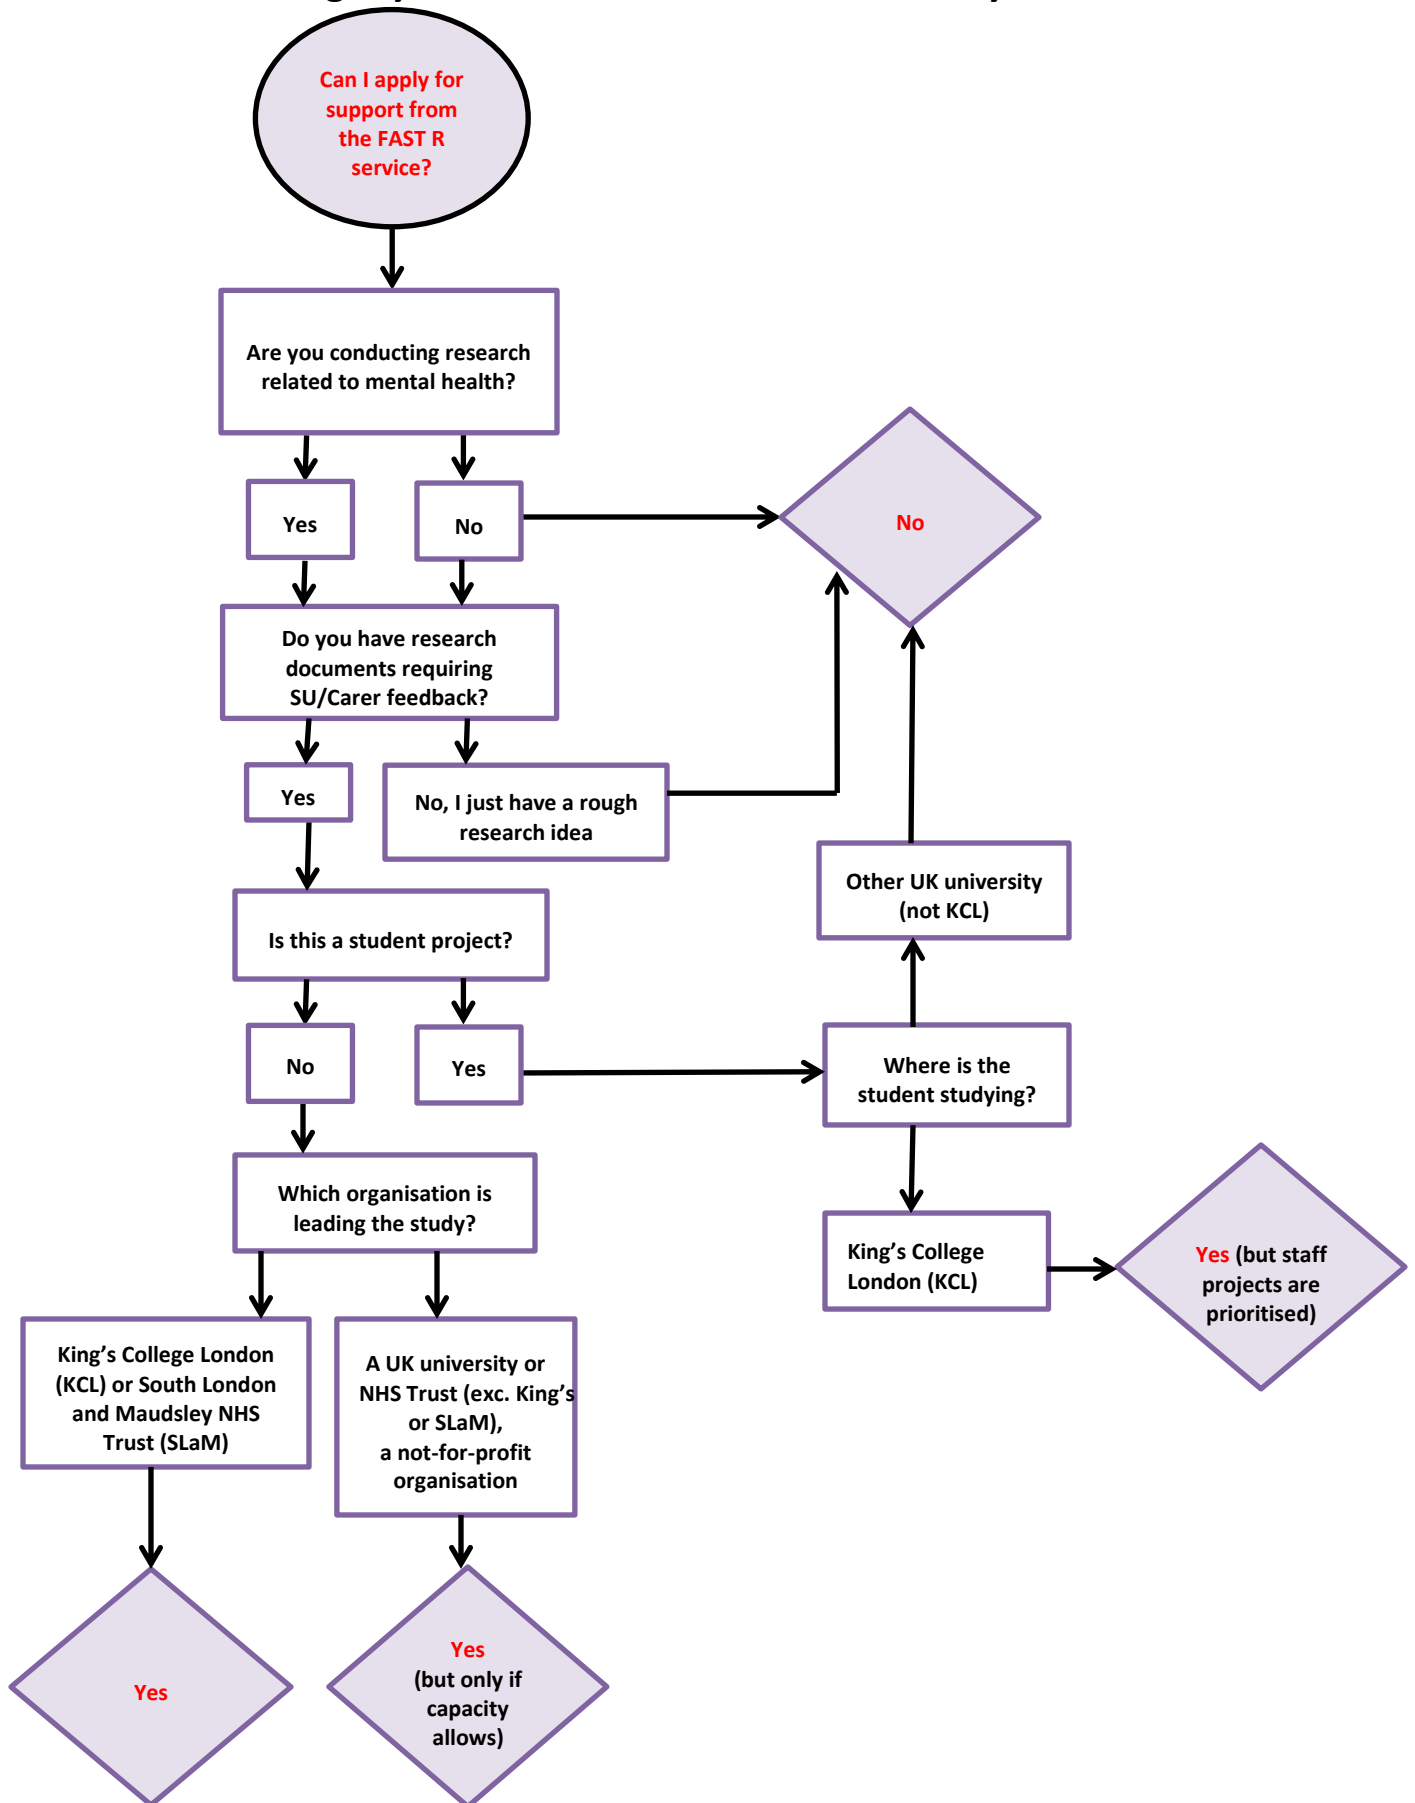 Can I apply for
support from
the FAST R
service?
Are you conducting research
related to mental health?
Yes
No
No
Do you have research
documents requiring
SU/Carer feedback?
Yes
No, I just have a rough
research idea
Other UK university
(not KCL)
Is this a student project?
No
Yes
Where is the
student studying?
Which organisation is
leading the study?
King's College
London (KCL)
Yes (but staff
projects are
prioritised)
King's College London
(KCL) or South London
and Maudsley NHS
Trust (SLaM)
A UK university or
NHS Trust (exc. King's
or SLaM),
a not-for-profit
organisation
Yes
Yes
(but only if
capacity
allows)